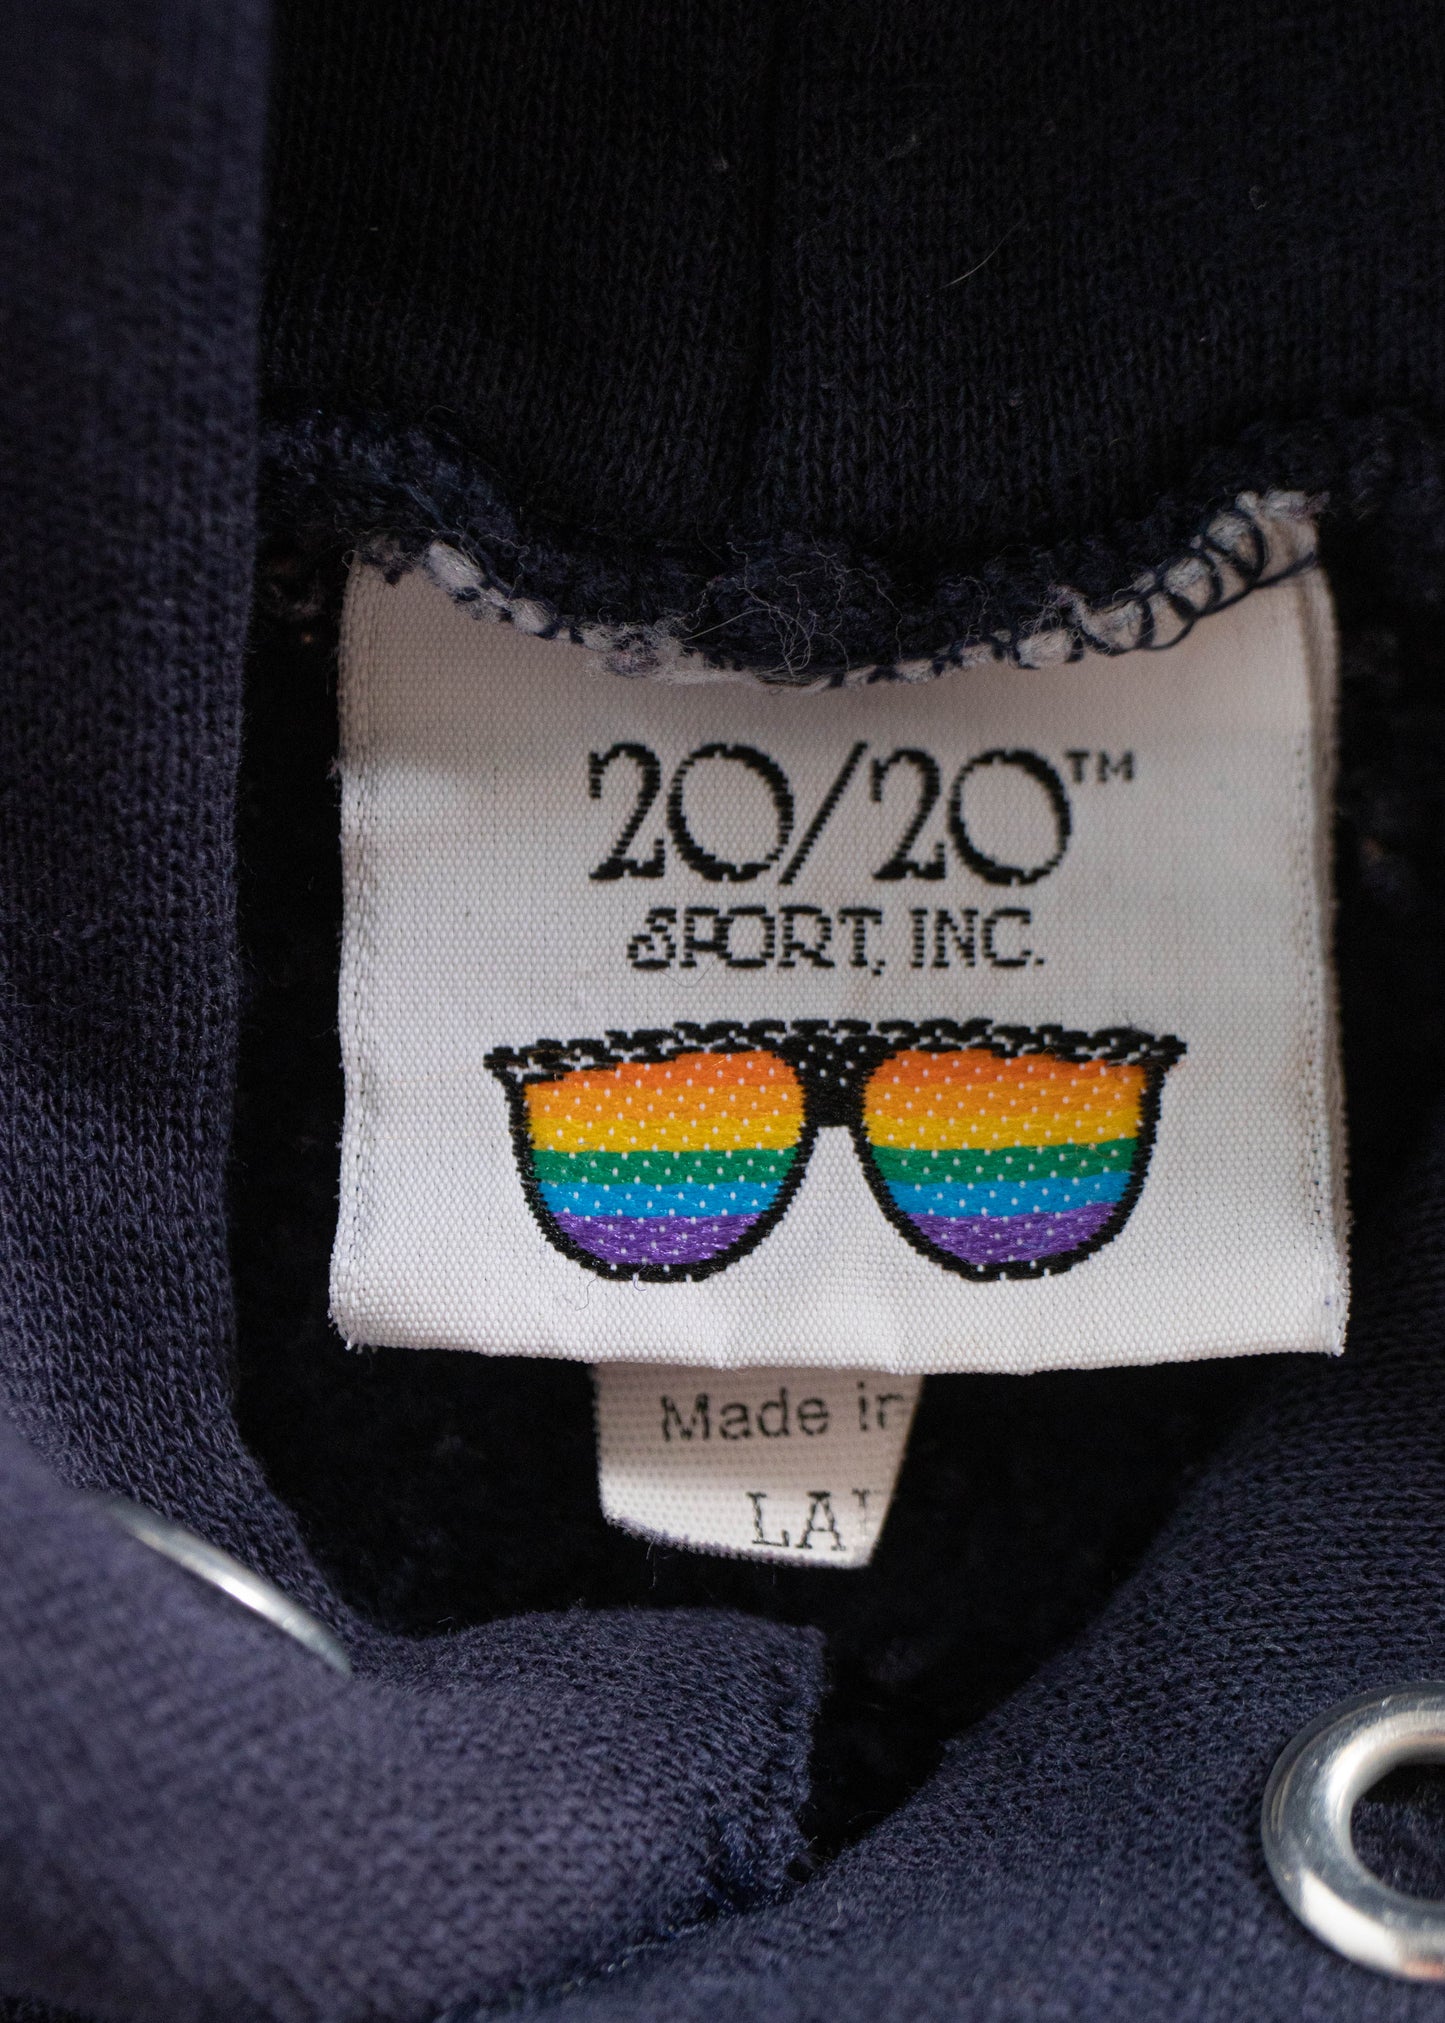 20/20™
SPORT, INC.
Made in